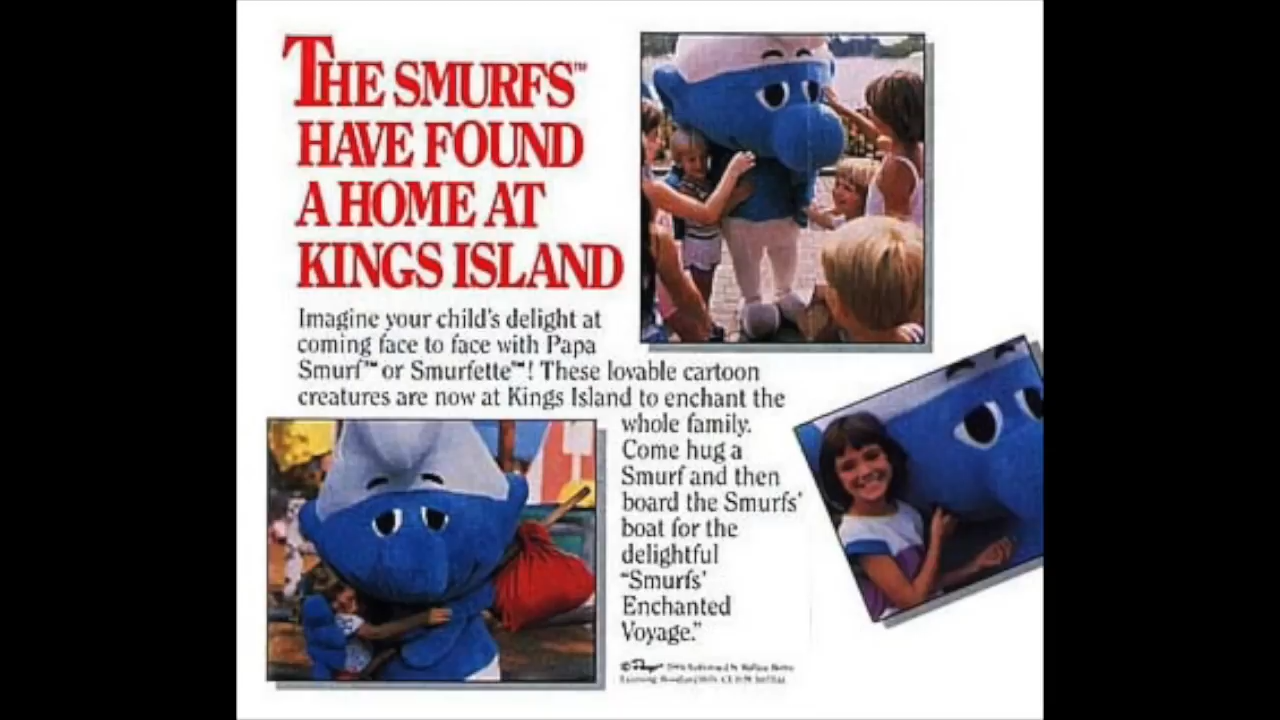 THE SMURFS™
HAVE FOUND
A HOME AT
KINGS ISLAND
Imagine your child's delight at
coming face to face with Papa
Smurf™ or Smurfette™! These lovable cartoon
creatures are now at Kings Island to enchant the
whole family.
Come hug a
Smurf and then
board the Smurfs'
boat for the
delightful
"Smurfs'
Enchanted
Voyage."
© Peyo